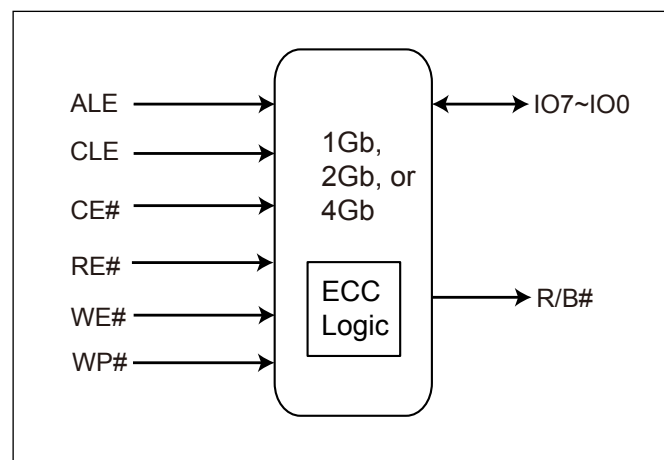 ALE
CLE
CE#
RE#
WE#
WP#
1Gb,
2Gb, or
4Gb
ECC
Logic
IO7~IO0
R/B#